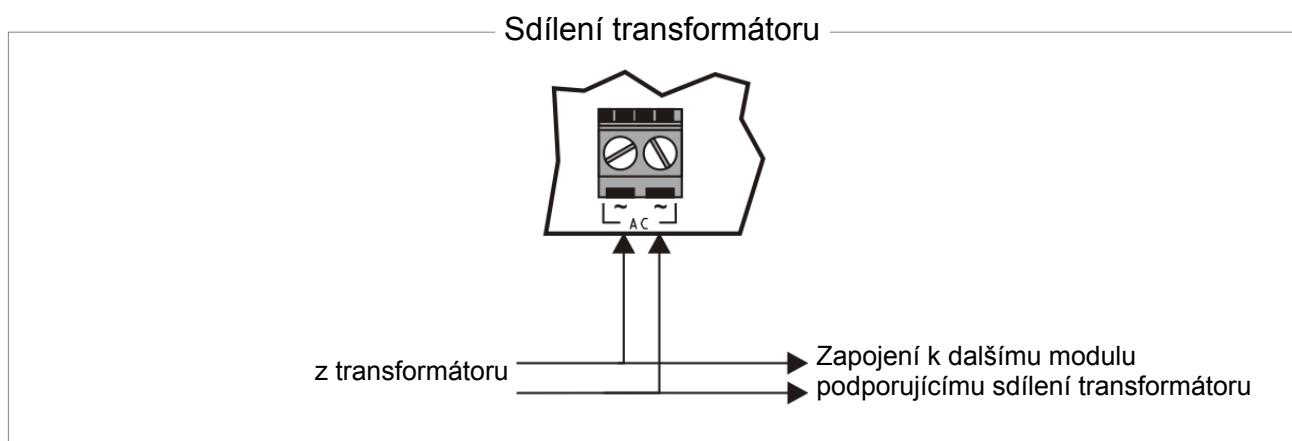 Sdílení transformátoru
~ ~
AC
z transformátoru
Zapojení k dalšímu modulu
podporujícímu sdílení transformátoru